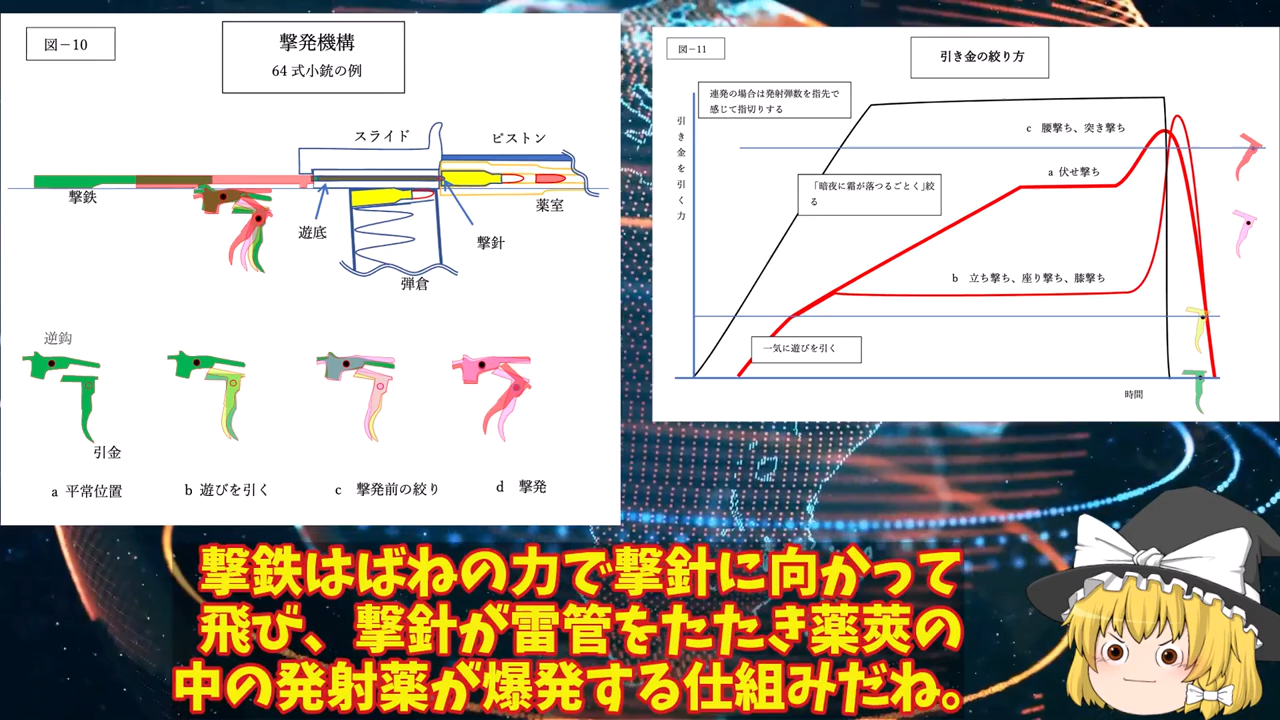 図－10
撃発機構
64 式小銃の例
スライド
ピストン
撃鉄
遊底
撃針
薬室
弾倉
逆鈎
引金
a 平常位置
b 遊びを引く
c 撃発前の絞り
d 撃発
図－11
引き金の絞り方
連発の場合は発射弾数を指先で
感じて指切りする
引き金を引く力
c 腰撃ち、突き撃ち
a 伏せ撃ち
「暗夜に霜が落つるごとく」絞
る
b 立ち撃ち、座り撃ち、膝撃ち
一気に遊びを引く
時間
撃鉄はばねの力で撃針に向かって
飛び、撃針が雷管をたたき薬莢の
中の発射薬が爆発する仕組みだね。